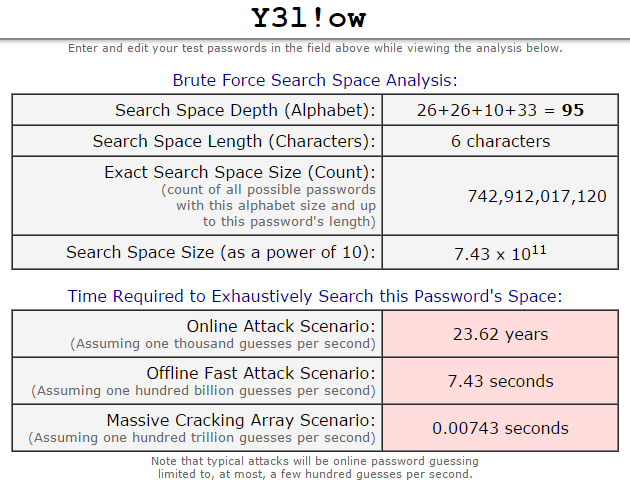 Y3l!ow
Enter and edit your test passwords in the field above while viewing the analysis below.
Brute Force Search Space Analysis:
Search Space Depth (Alphabet): 26+26+10+33 = 95
Search Space Length (Characters): 6 characters
Exact Search Space Size (Count):
(count of all possible passwords
with this alphabet size and up
to this password's length)
742,912,017,120
Search Space Size (as a power of 10): 7.43 x 10¹¹
Time Required to Exhaustively Search this Password's Space:
Online Attack Scenario:
(Assuming one thousand guesses per second)
23.62 years
Offline Fast Attack Scenario:
(Assuming one hundred billion guesses per second)
7.43 seconds
Massive Cracking Array Scenario:
(Assuming one hundred trillion guesses per second)
0.00743 seconds
Note that typical attacks will be online password guessing
limited to, at most, a few hundred guesses per second.